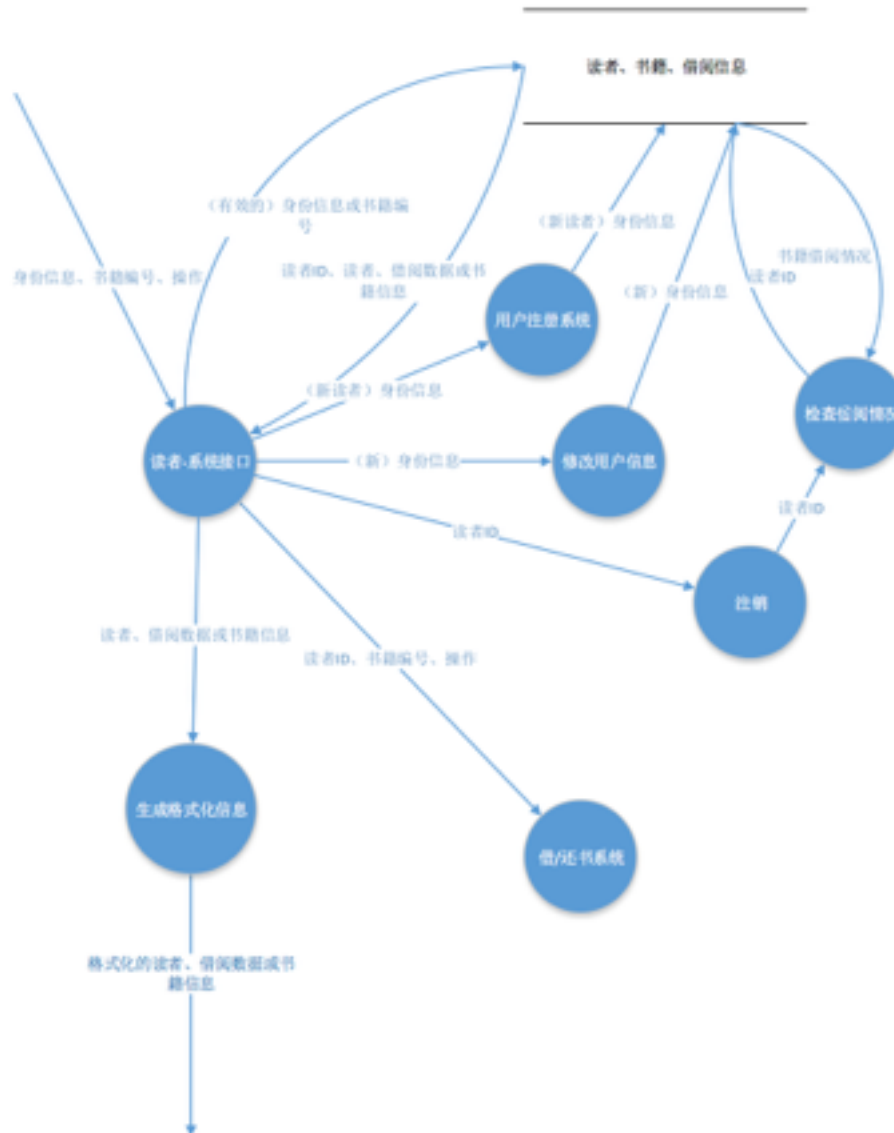 读者、书籍、借阅信息
（有效的）身份信息或书籍编
号
（新读者）身份信息
身份信息、书籍编号、操作
读者ID、读者、借阅数据或书
籍信息
书籍借阅情况
读者ID
（新）身份信息
用户注册系统
（新读者）身份信息
检查借阅情况
读者-系统接口
（新）身份信息
修改用户信息
读者ID
读者ID
注销
读者、借阅数据或书籍信息
读者ID、书籍编号、操作
生成格式化信息
借/还书系统
格式化的读者、借阅数据或书
籍信息